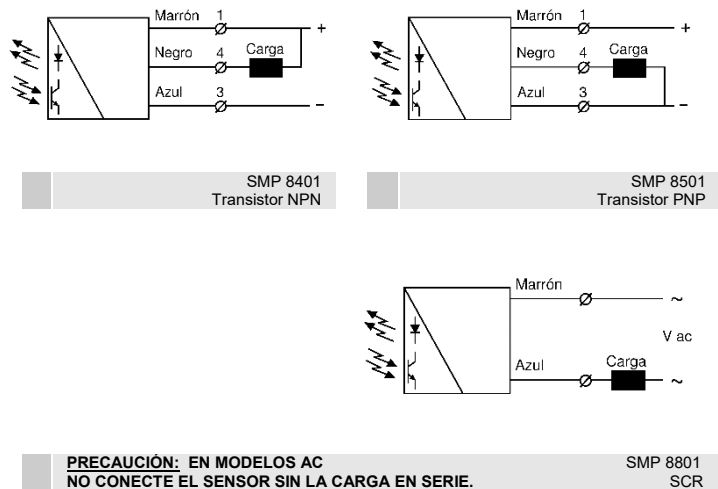 Marrón 1
+
Negro 4 Carga
Azul 3
−
Marrón 1
+
Negro 4 Carga
Azul 3
−
SMP 8401
Transistor NPN
SMP 8501
Transistor PNP
Marrón
~
V ac
Azul Carga
~
PRECAUCIÓN: EN MODELOS AC
NO CONECTE EL SENSOR SIN LA CARGA EN SERIE.
SMP 8801
SCR